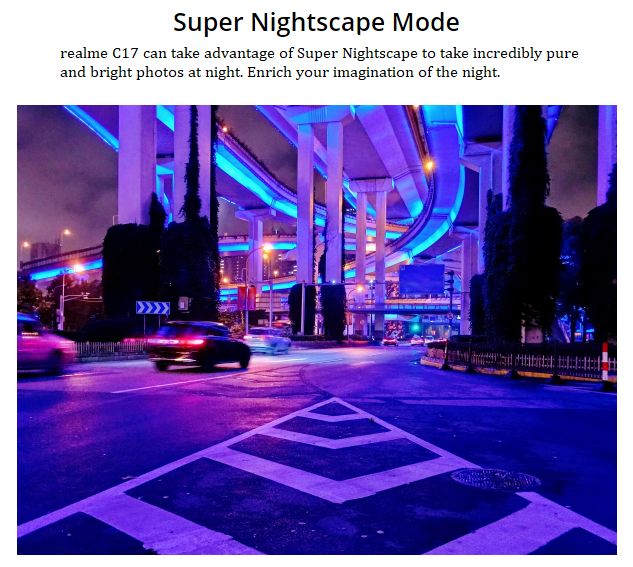 Super Nightscape Mode
realme C17 can take advantage of Super Nightscape to take incredibly pure
and bright photos at night. Enrich your imagination of the night.